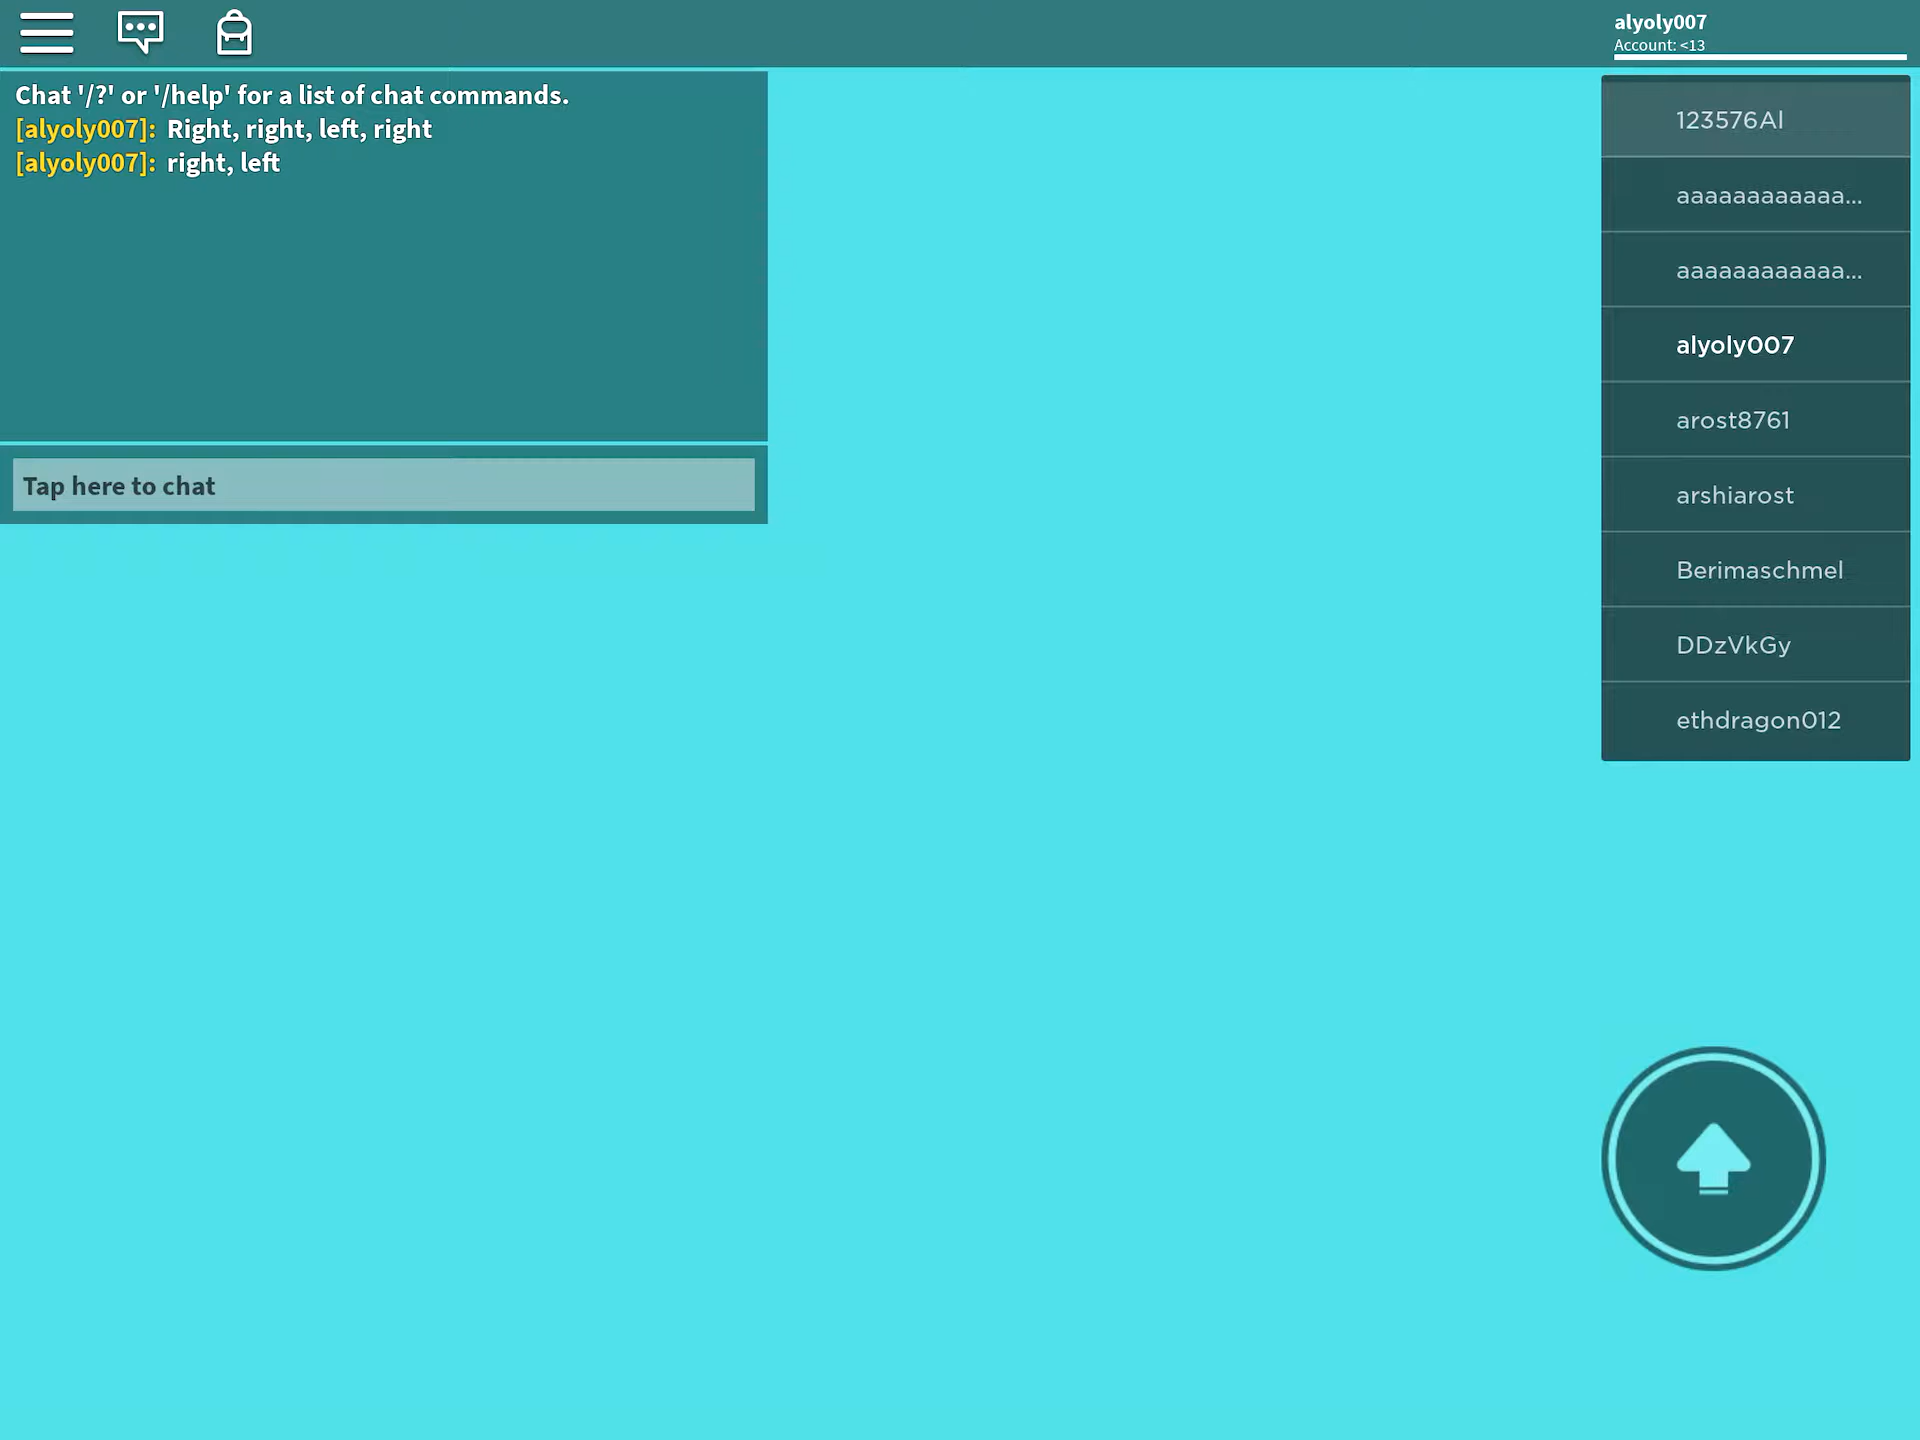 alyoly007
Account: <13
Chat '/?' or '/help' for a list of chat commands.
[alyoly007]: Right, right, left, right
[alyoly007]: right, left
Tap here to chat
123576Al
aaaaaaaaaaaa...
aaaaaaaaaaaa...
alyoly007
arost8761
arshiarost
Berimaschmel
DDzVkGy
ethdragon012